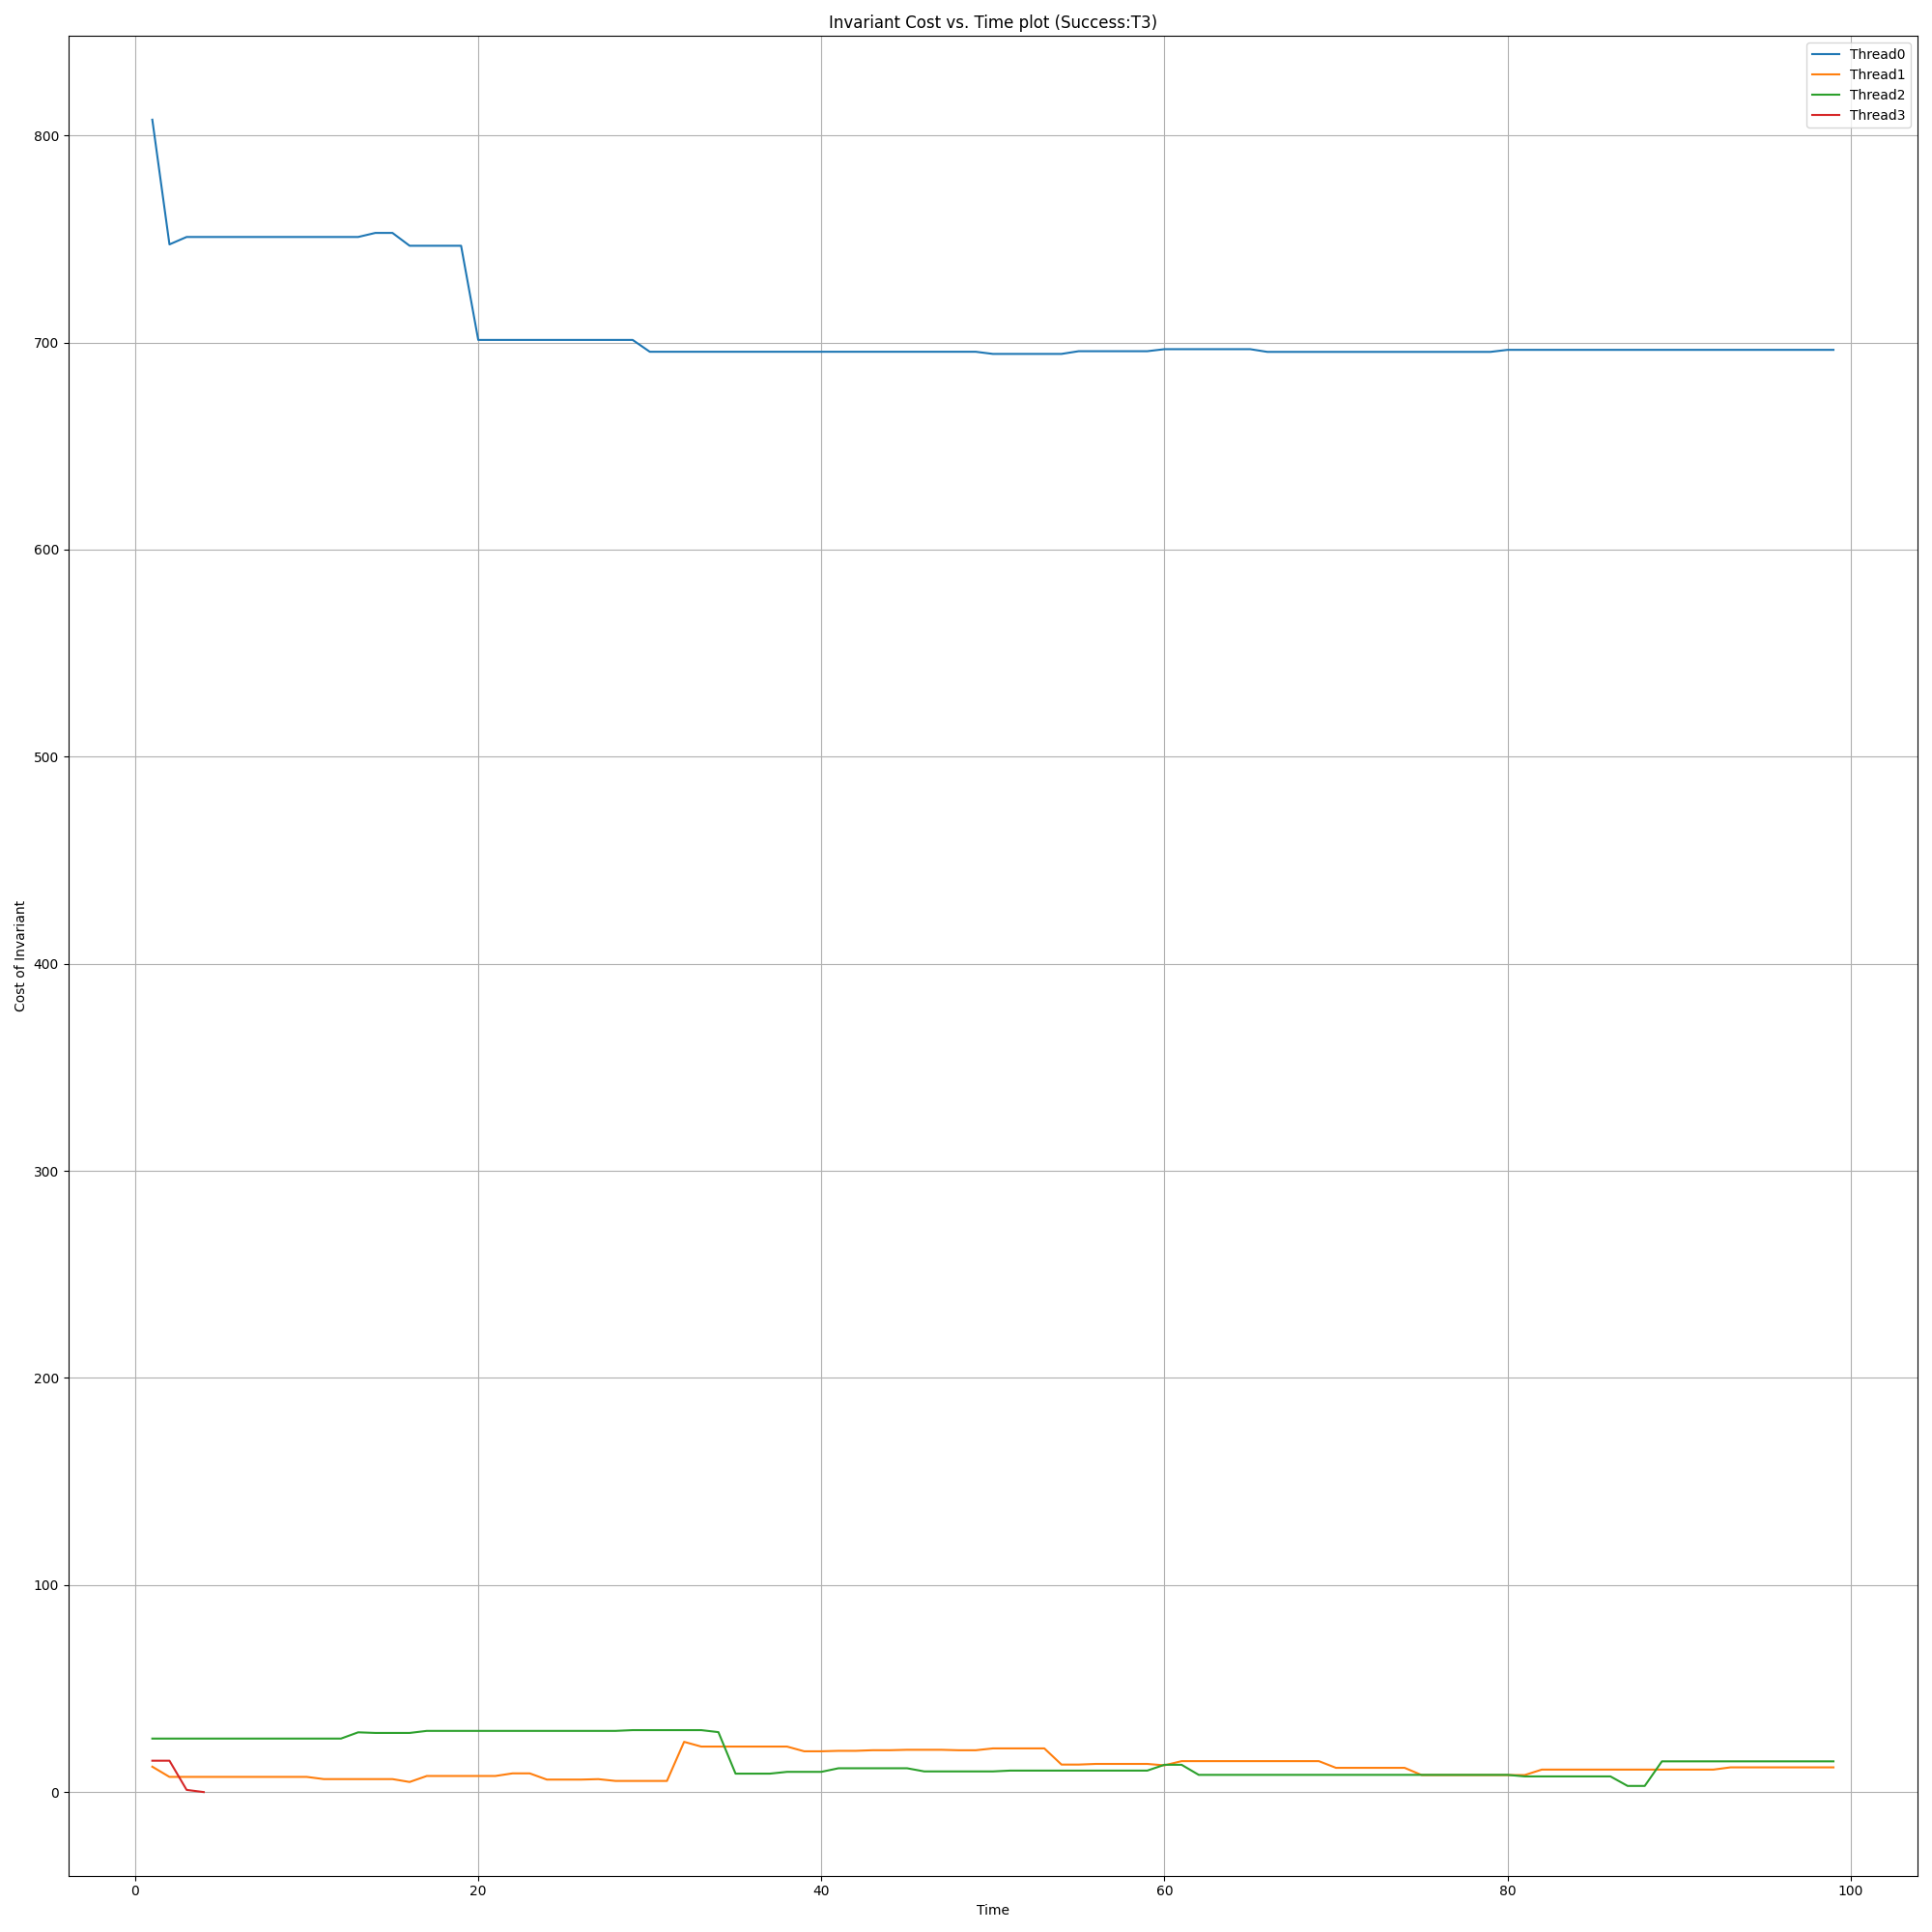 Invariant Cost vs. Time plot (Success:T3)
Thread0
Thread1
Thread2
Thread3
800
700
600
500
400
300
200
100
0
Cost of Invariant
0 20 40 60 80 100
Time